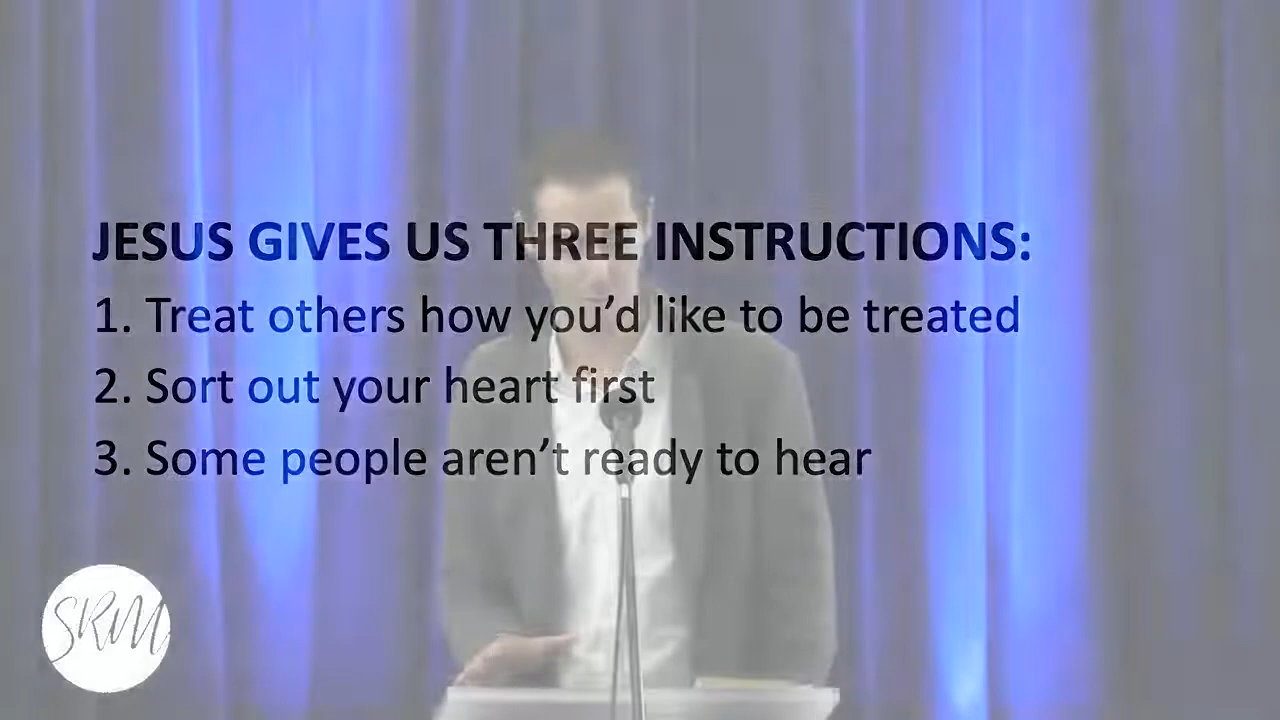 JESUS GIVES US THREE INSTRUCTIONS:
1. Treat others how you’d like to be treated
2. Sort out your heart first
3. Some people aren’t ready to hear
SRM